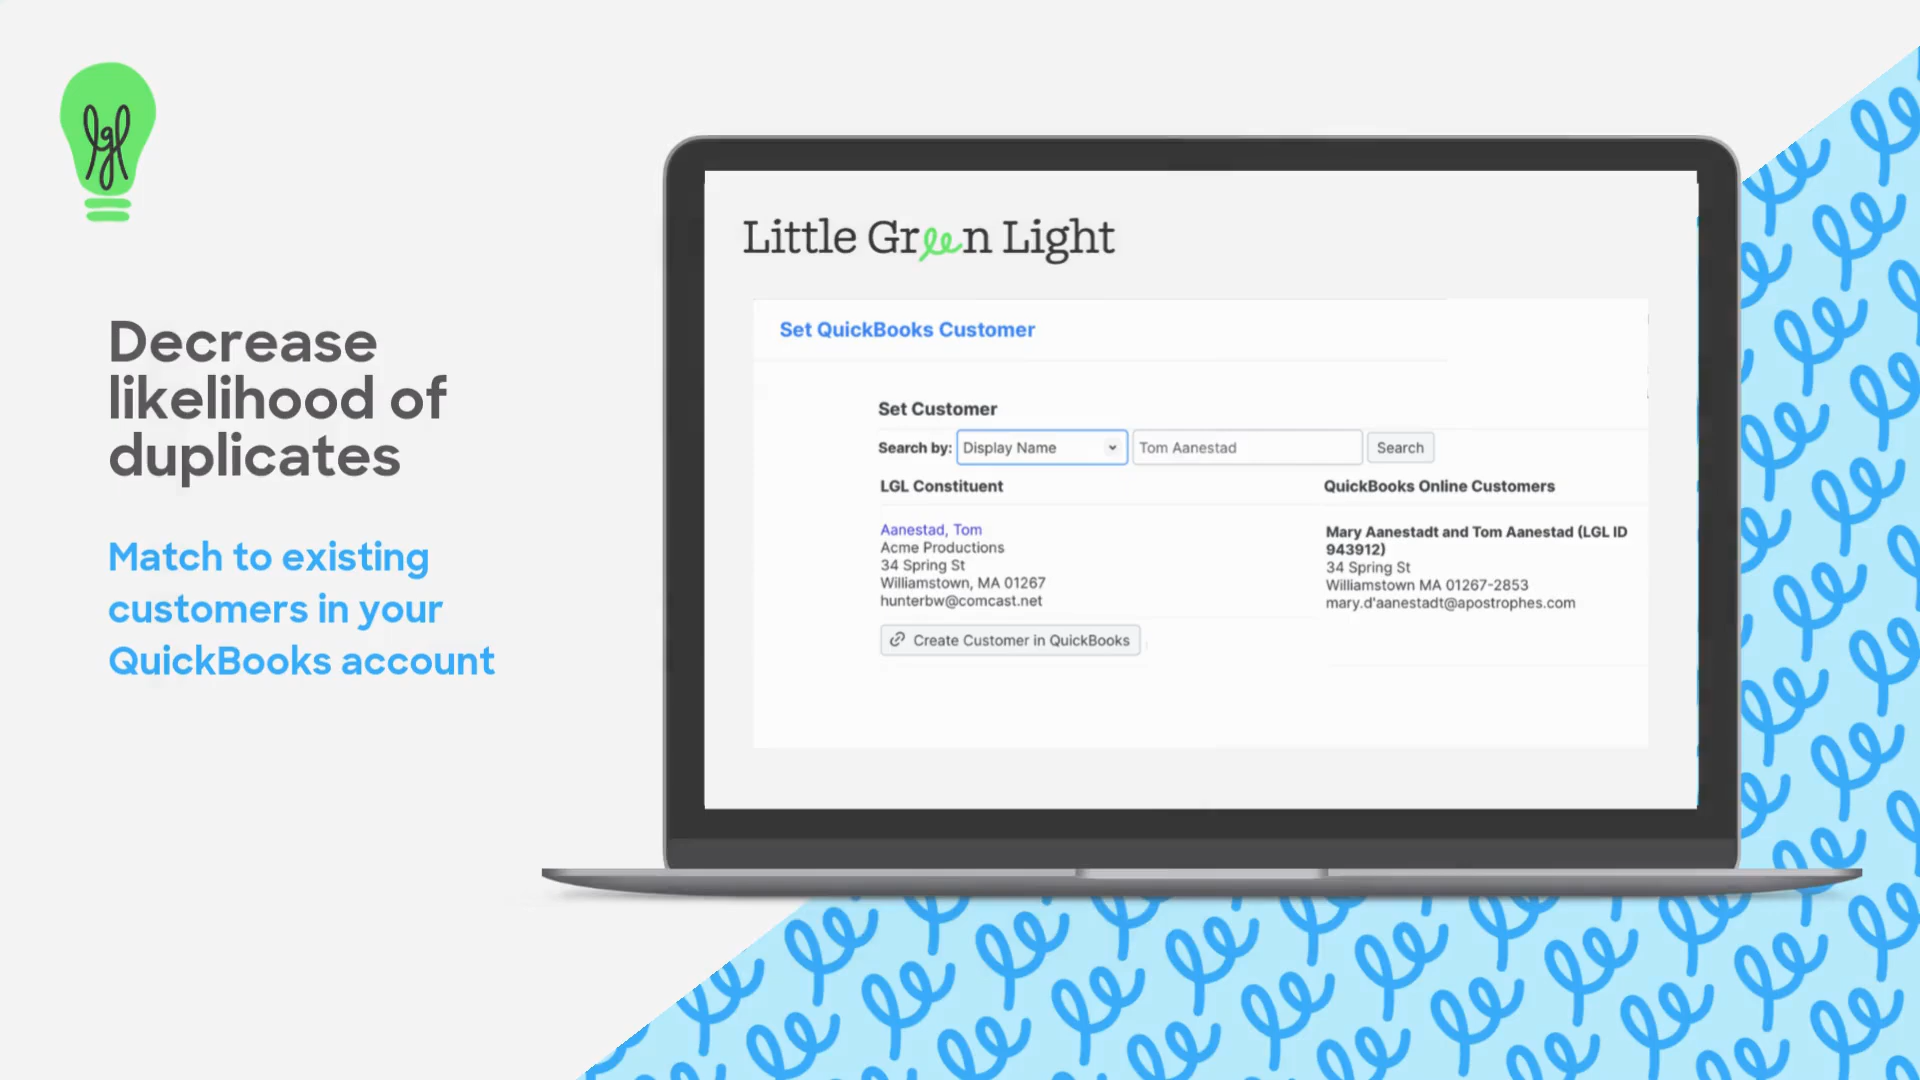 lgl
Decrease
likelihood of
duplicates
Match to existing
customers in your
QuickBooks account
Little Green Light
Set QuickBooks Customer
Set Customer
Search by: Display Name Tom Aanestad Search
LGL Constituent
Aanestad, Tom
Acme Productions
34 Spring St
Williamstown, MA 01267
hunterbw@comcast.net
Create Customer in QuickBooks
QuickBooks Online Customers
Mary Aanestadt and Tom Aanestad (LGL ID
943912)
34 Spring St
Williamstown MA 01267-2853
mary.d'aanestadt@apostrophes.com